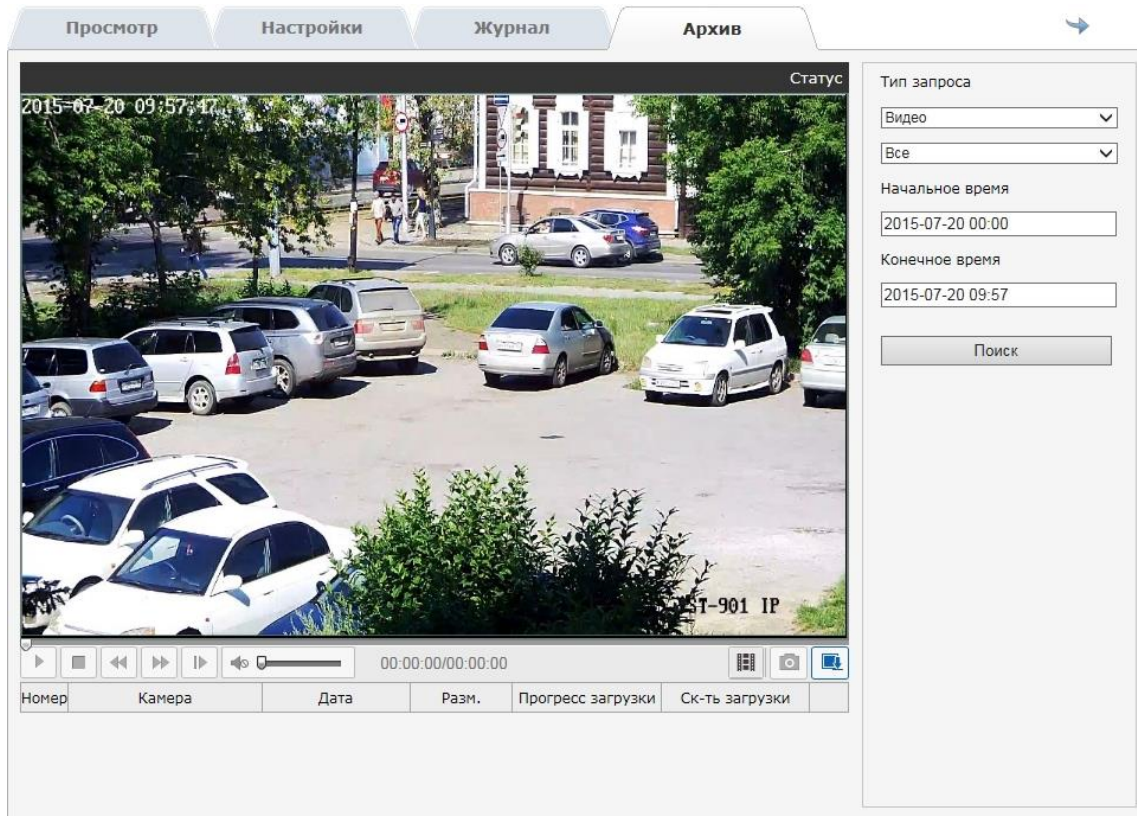 Просмотр
Настройки
Журнал
Архив
Статус
2015-07-20 09:57:47
ST-901 IP
00:00:00/00:00:00
Номер
Камера
Дата
Разм.
Прогресс загрузки
Ск-ть загрузки
Тип запроса
Видео
Все
Начальное время
2015-07-20 00:00
Конечное время
2015-07-20 09:57
Поиск